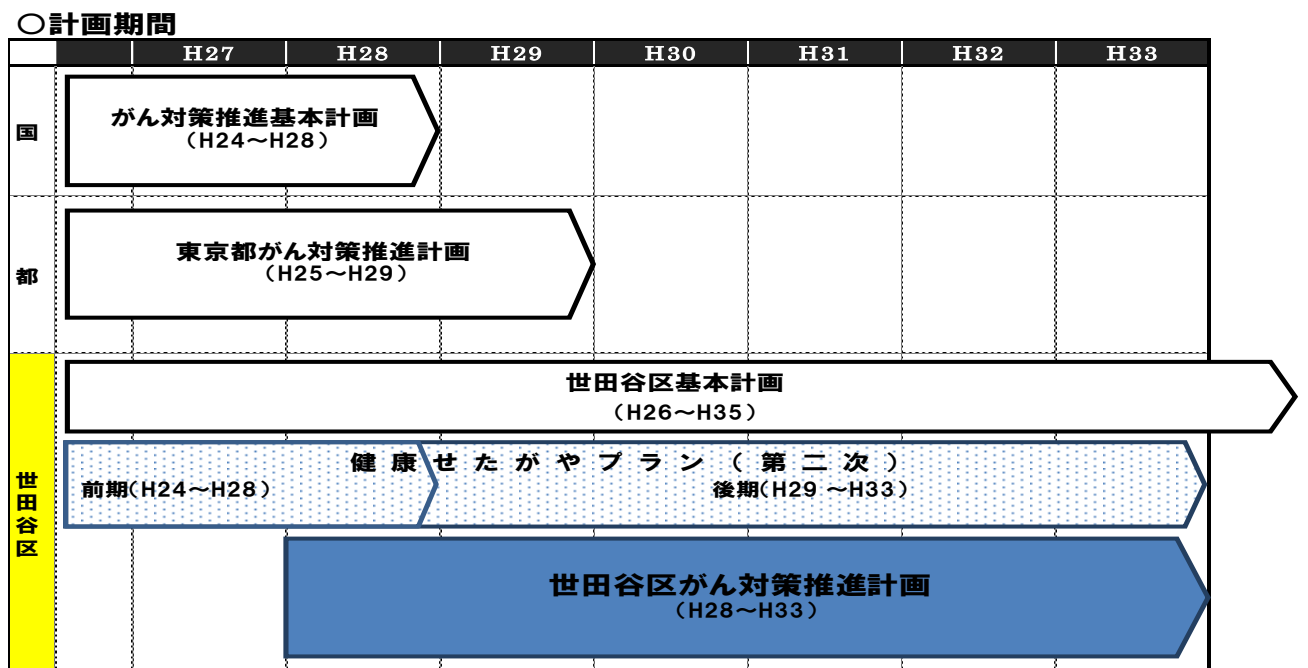 〇計画期間
H27 H28 H29 H30 H31 H32 H33
国
がん対策推進基本計画
（H24～H28）
都
東京都がん対策推進計画
（H25～H29）
世田谷区
世田谷区基本計画
（H26～H35）
健康せたがやプラン（第二次）
前期(H24～H28） 後期(H29 ～H33）
世田谷区がん対策推進計画
（H28～H33）